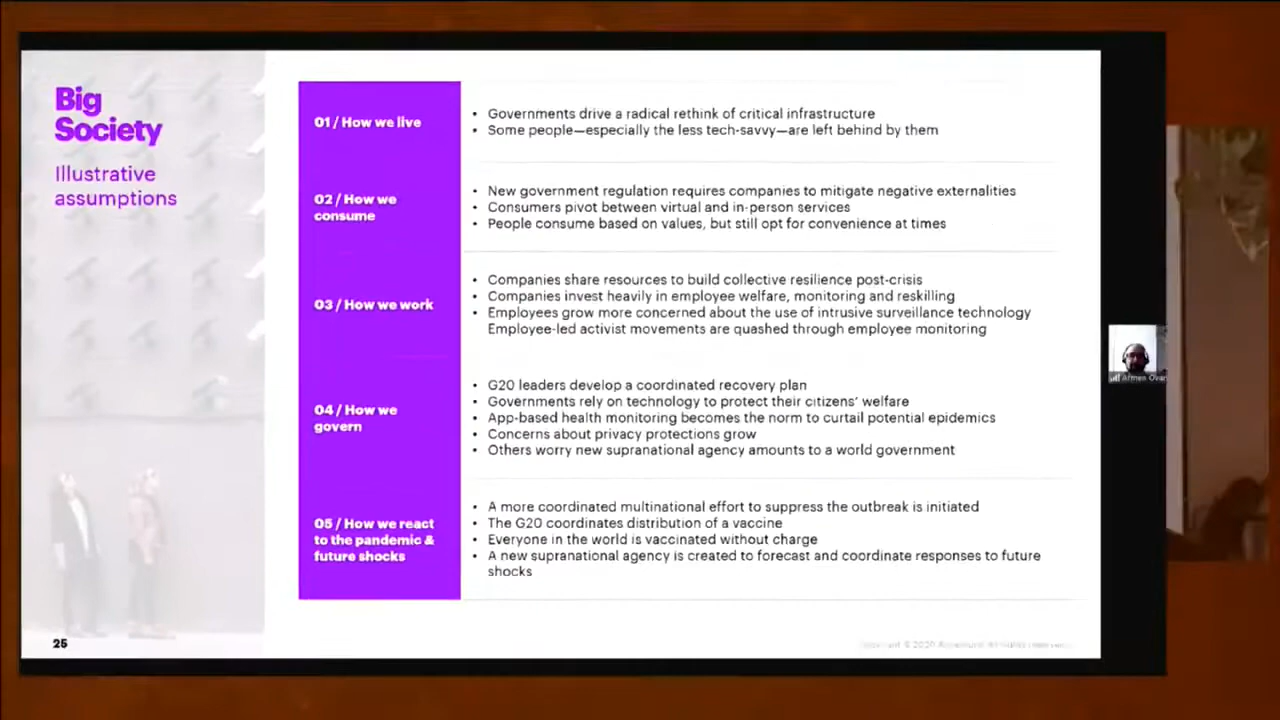 Big
Society
Illustrative
assumptions
01 / How we live
• Governments drive a radical rethink of critical infrastructure
• Some people—especially the less tech-savvy—are left behind by them
02 / How we
consume
• New government regulation requires companies to mitigate negative externalities
• Consumers pivot between virtual and in-person services
• People consume based on values, but still opt for convenience at times
03 / How we work
• Companies share resources to build collective resilience post-crisis
• Companies invest heavily in employee welfare, monitoring and reskilling
• Employees grow more concerned about the use of intrusive surveillance technology
Employee-led activist movements are quashed through employee monitoring
04 / How we
govern
• G20 leaders develop a coordinated recovery plan
• Governments rely on technology to protect their citizens’ welfare
• App-based health monitoring becomes the norm to curtail potential epidemics
• Concerns about privacy protections grow
• Others worry new supranational agency amounts to a world government
05 / How we react
to the pandemic &
future shocks
• A more coordinated multinational effort to suppress the outbreak is initiated
• The G20 coordinates distribution of a vaccine
• Everyone in the world is vaccinated without charge
• A new supranational agency is created to forecast and coordinate responses to future
shocks
25
Copyright © 2020 Accenture. All rights reserved.
Armen